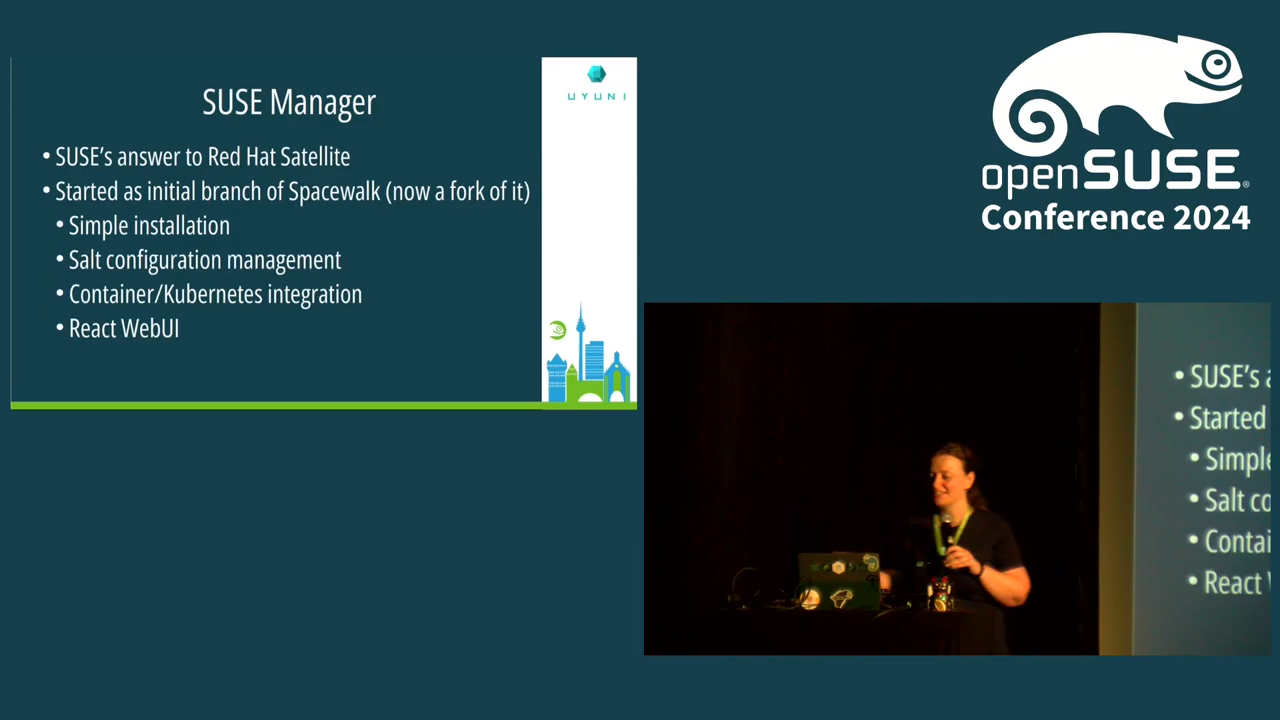 SUSE Manager
• SUSE's answer to Red Hat Satellite
• Started as initial branch of Spacewalk (now a fork of it)
• Simple installation
• Salt configuration management
• Container/Kubernetes integration
• React WebUI
UYUNI
openSUSE®
Conference 2024
• SUSE's a
• Started
• Simple
• Salt co
• Contai
• React W